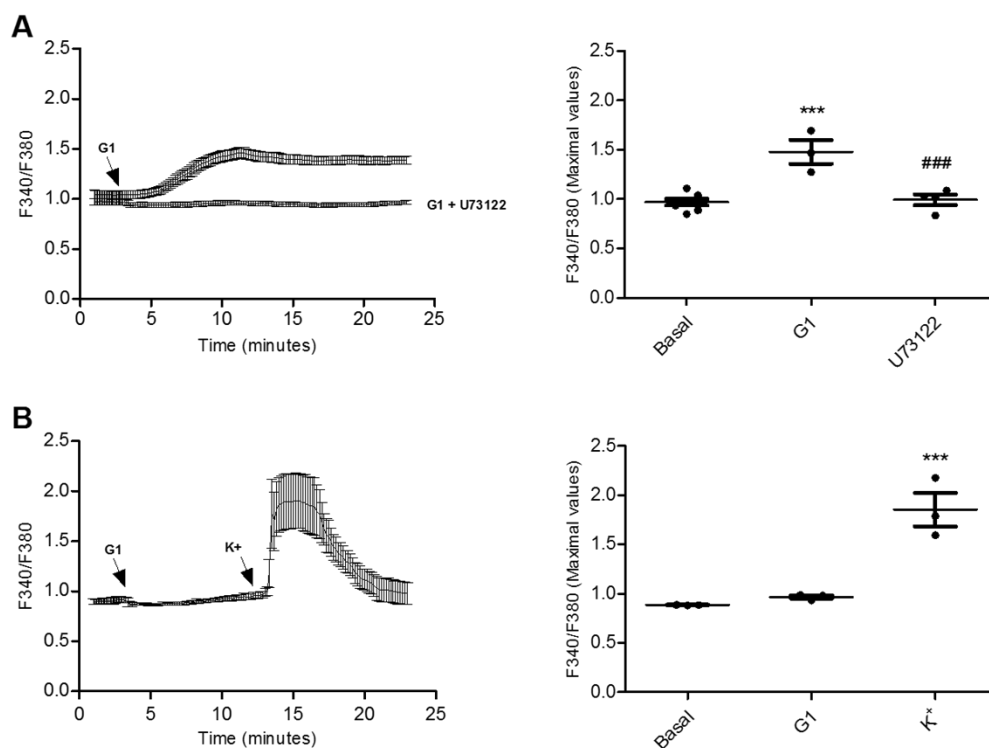 A
F340/F380
2.5
2.0
1.5
1.0
0.5
0.0
G1
G1 + U73122
0 5 10 15 20 25
Time (minutes)
F340/F380 (Maximal values)
2.5
2.0
1.5
1.0
0.5
0.0
***
###
Basal
G1
U73122
B
F340/F380
2.5
2.0
1.5
1.0
0.5
0.0
G1
K+
0 5 10 15 20 25
Time (minutes)
F340/F380 (Maximal values)
2.5
2.0
1.5
1.0
0.5
0.0
***
Basal
G1
K⁺